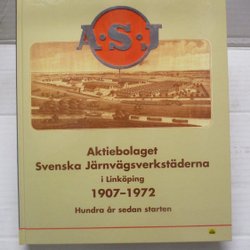 A·S·J
Aktiebolaget
Svenska Järnvägsverkstäderna
i Linköping
1907-1972
Hundra år sedan starten